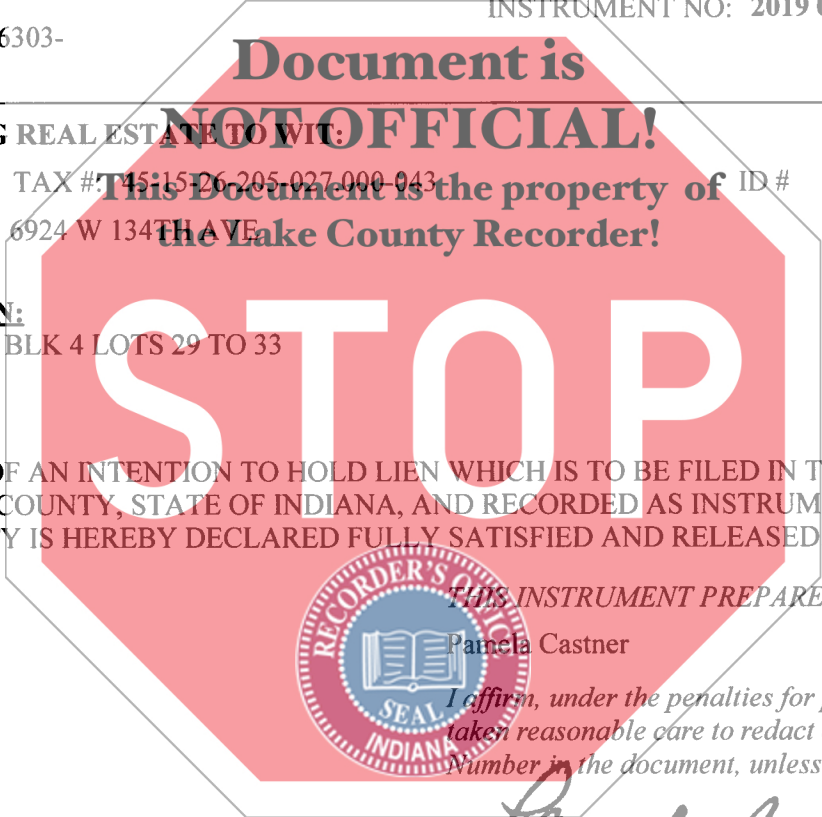 INSTRUMENT NO: 2019
6303-
Document is
NOT OFFICIAL!
REAL ESTATE TO WIT:
TAX #: 45-15-26-205-027.000-043 ID #
This Document is the property of
6924 W 134TH AVE
the Lake County Recorder!
N:
BLK 4 LOTS 29 TO 33
STOP
OF AN INTENTION TO HOLD LIEN WHICH IS TO BE FILED IN
COUNTY, STATE OF INDIANA, AND RECORDED AS INSTRUM
Y IS HEREBY DECLARED FULLY SATISFIED AND RELEASED
RECORDER'S OFFICE
SEAL
INDIANA
THIS INSTRUMENT PREPARE
Pamela Castner
I affirm, under the penalties for
taken reasonable care to redact
Number in the document, unless